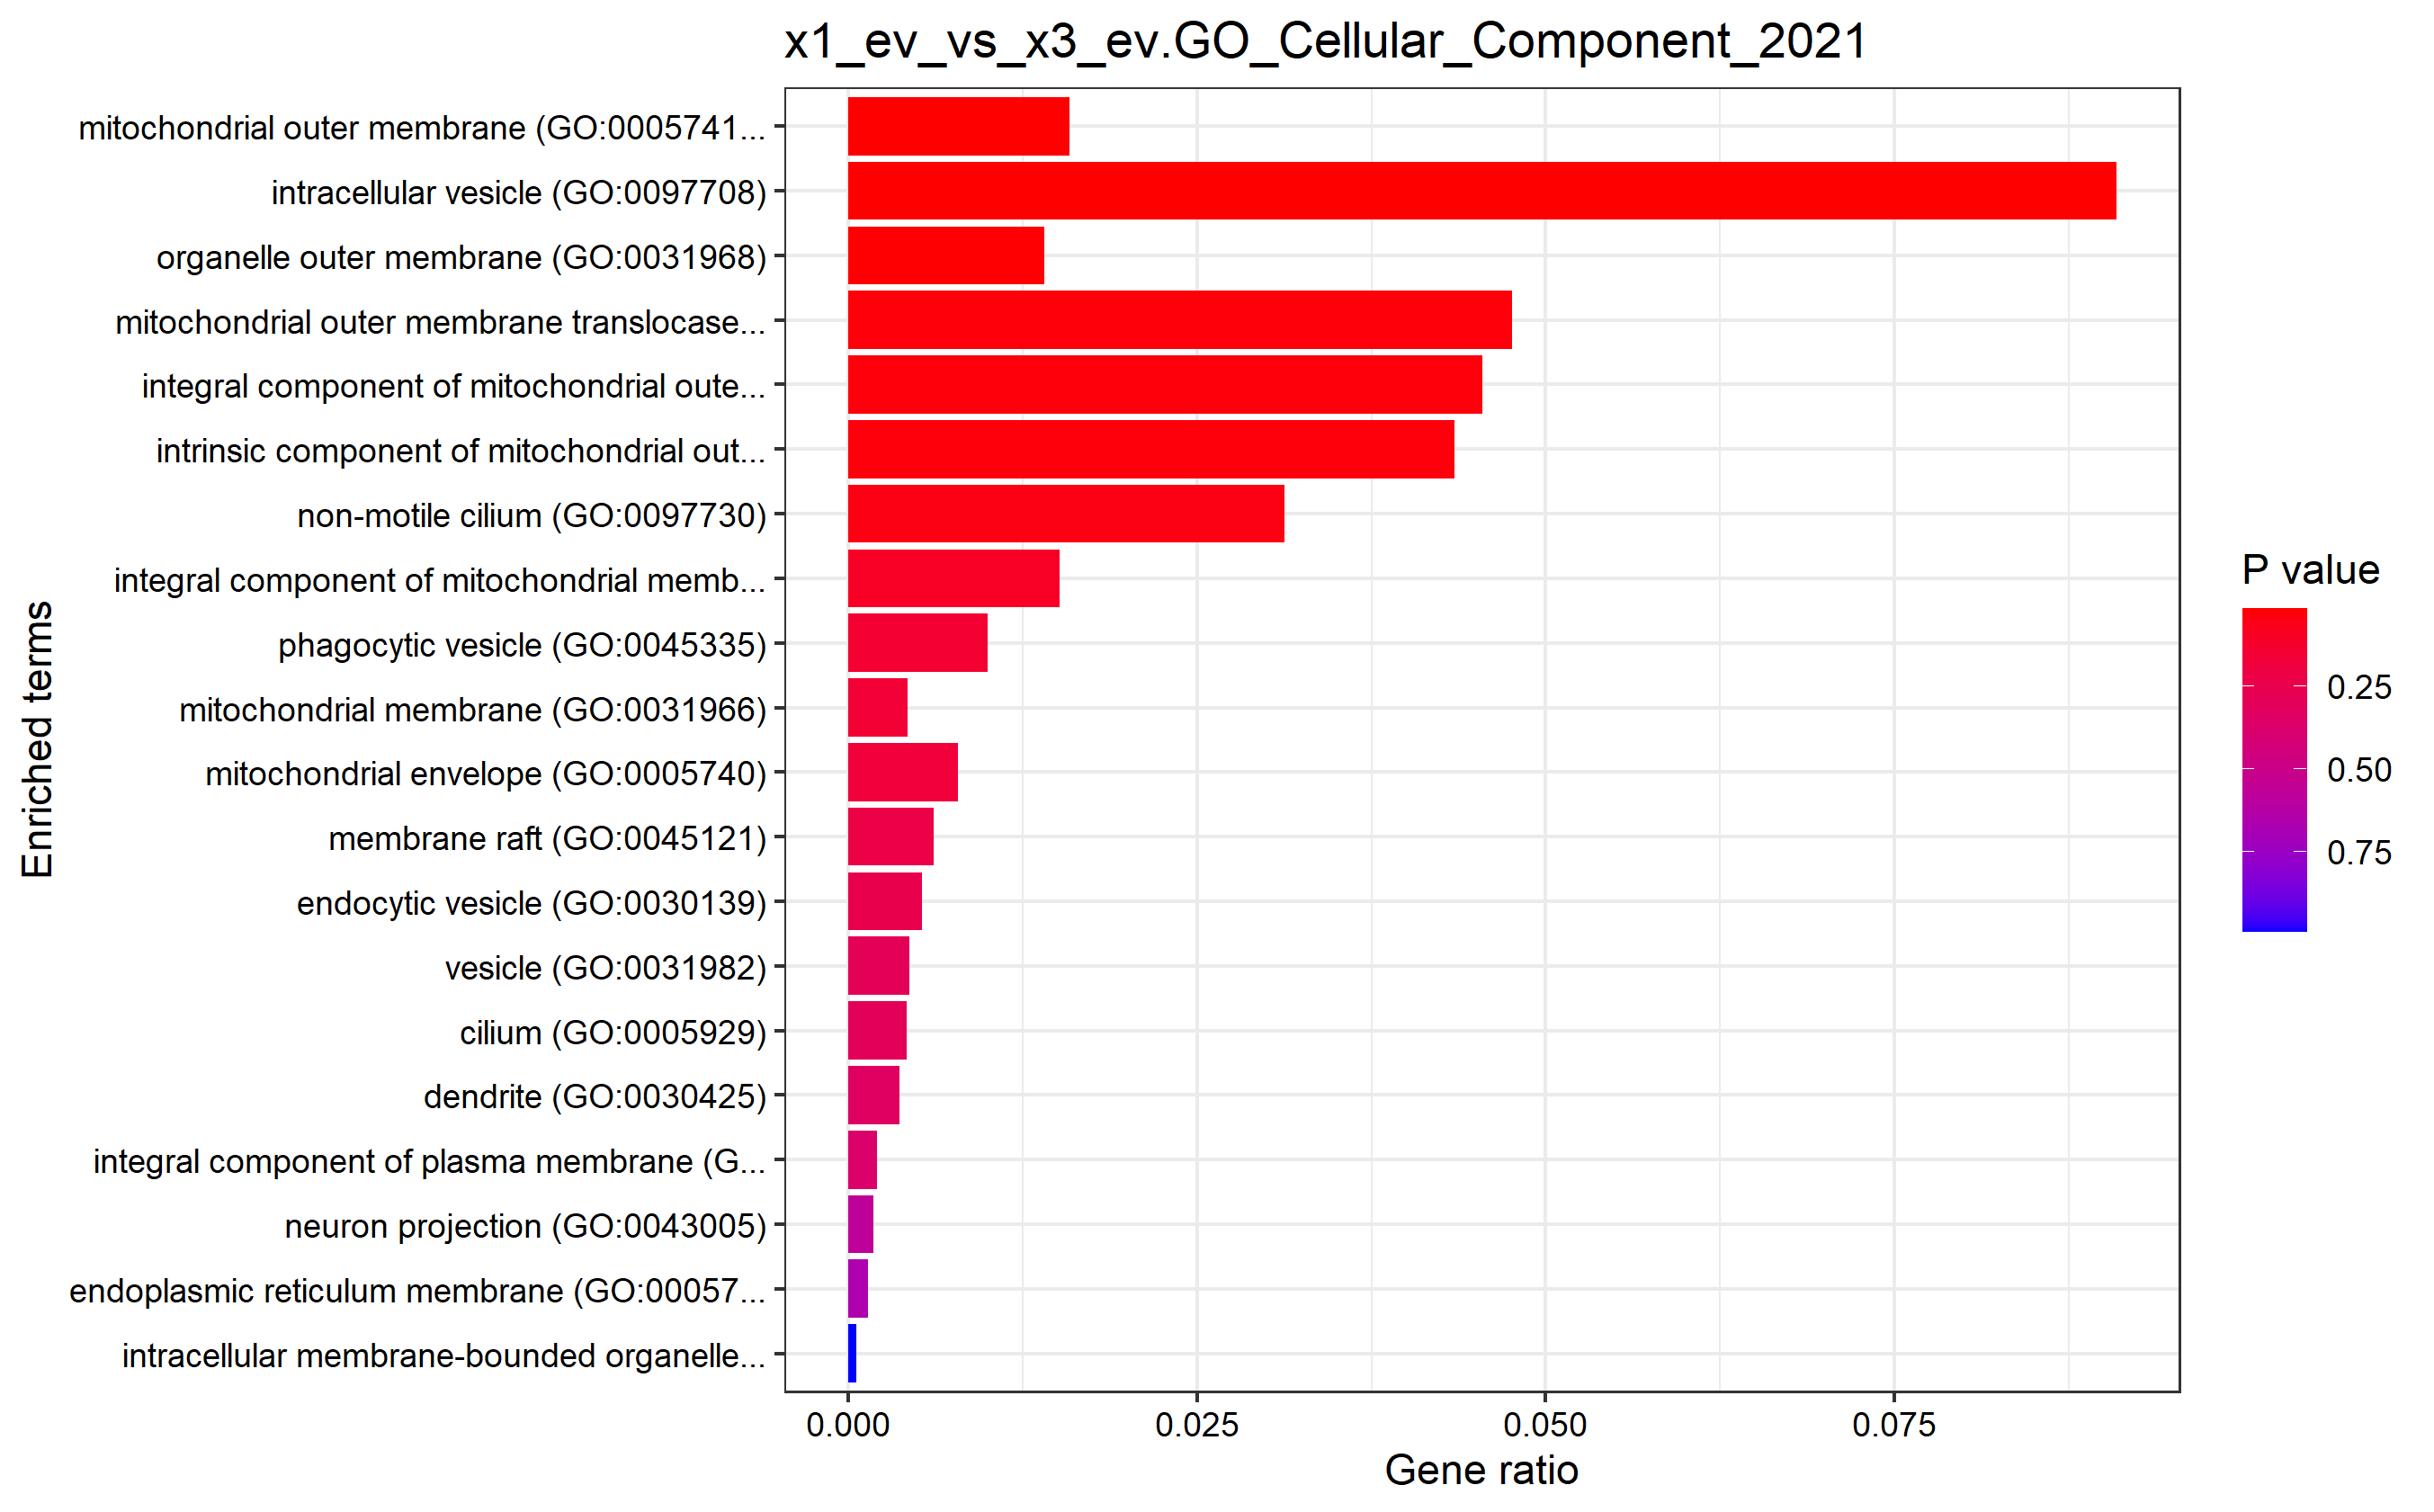 x1_ev_vs_x3_ev.GO_Cellular_Component_2021
mitochondrial outer membrane (GO:0005741...
intracellular vesicle (GO:0097708)
organelle outer membrane (GO:0031968)
mitochondrial outer membrane translocase...
integral component of mitochondrial oute...
intrinsic component of mitochondrial out...
non-motile cilium (GO:0097730)
integral component of mitochondrial memb...
phagocytic vesicle (GO:0045335)
mitochondrial membrane (GO:0031966)
mitochondrial envelope (GO:0005740)
membrane raft (GO:0045121)
endocytic vesicle (GO:0030139)
vesicle (GO:0031982)
cilium (GO:0005929)
dendrite (GO:0030425)
integral component of plasma membrane (G...
neuron projection (GO:0043005)
endoplasmic reticulum membrane (GO:00057...
intracellular membrane-bounded organelle...
Enriched terms
0.000
0.025
0.050
0.075
Gene ratio
P value
0.25
0.50
0.75